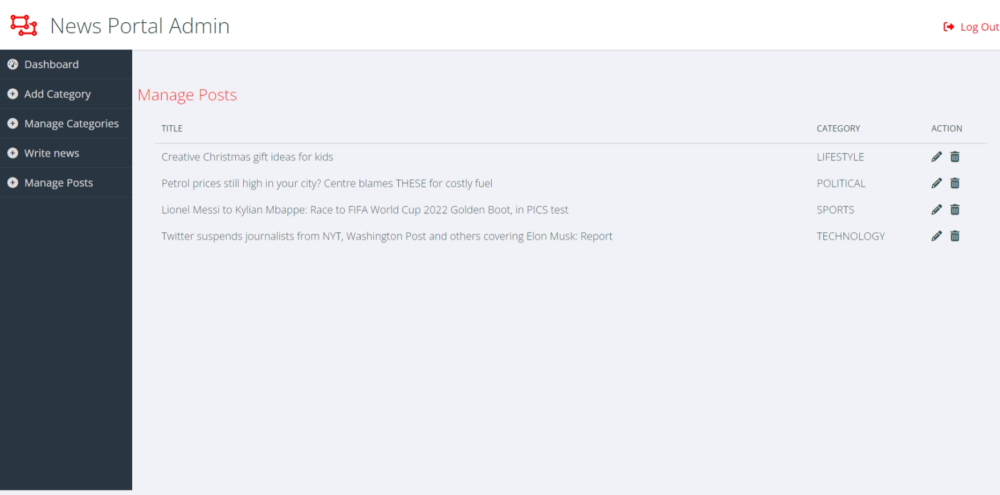 News Portal Admin
Log Out
Dashboard
Add Category
Manage Categories
Write news
Manage Posts
Manage Posts
TITLE CATEGORY ACTION
Creative Christmas gift ideas for kids LIFESTYLE
Petrol prices still high in your city? Centre blames THESE for costly fuel POLITICAL
Lionel Messi to Kylian Mbappe: Race to FIFA World Cup 2022 Golden Boot, in PICS test SPORTS
Twitter suspends journalists from NYT, Washington Post and others covering Elon Musk: Report TECHNOLOGY